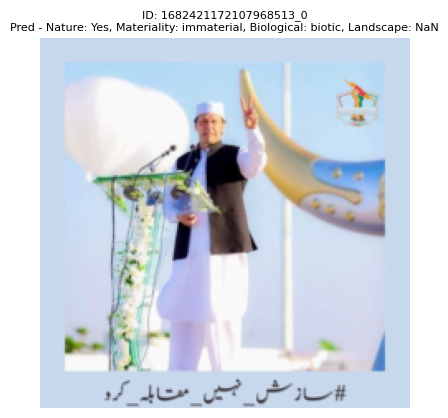 ID: 1682421172107968513_0
Pred - Nature: Yes, Materiality: immaterial, Biological: biotic, Landscape: NaN
#سازش_نہیں_مقابلہ_کرو